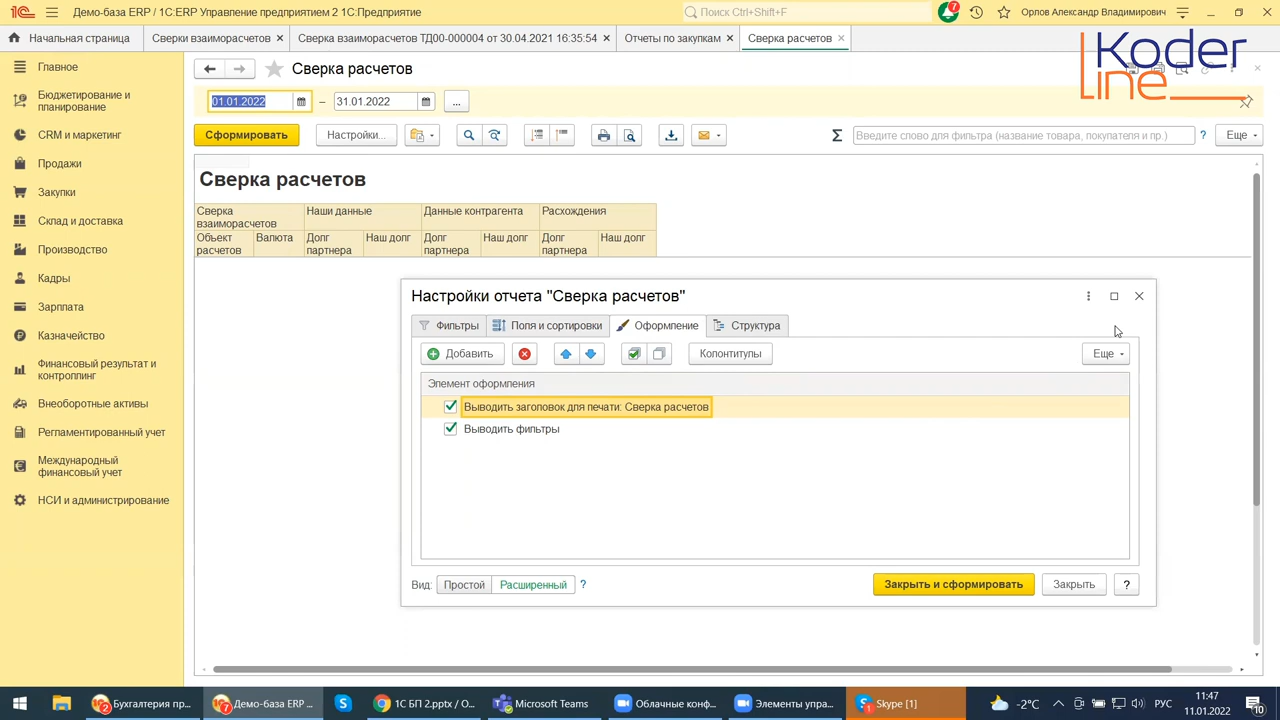 Демо-база ERP / 1С:ERP Управление предприятием 2 1С:Предприятие
Поиск Ctrl+Shift+F
7
Орлов Александр Владимирович
Начальная страница
Сверки взаиморасчетов
Сверка взаиморасчетов ТД00-000004 от 30.04.2021 16:35:54
Отчеты по закупкам
Сверка расчетов
Koder
line
Главное
Бюджетирование и
планирование
CRM и маркетинг
Продажи
Закупки
Склад и доставка
Производство
Кадры
Зарплата
Казначейство
Финансовый результат и
контроллинг
Внеоборотные активы
Регламентированный учет
Международный
финансовый учет
НСИ и администрирование
Сверка расчетов
01.01.2022 – 31.01.2022 ...
Сформировать Настройки... Σ Введите слово для фильтра (название товара, покупателя и пр.) ? Еще
Сверка расчетов
Сверка
взаиморасчетов
Наши данные
Данные контрагента
Расхождения
Объект
расчетов
Валюта
Долг
партнера
Наш долг
Долг
партнера
Наш долг
Долг
партнера
Наш долг
Настройки отчета "Сверка расчетов"
Фильтры Поля и сортировки Оформление Структура
Добавить Колонтитулы Еще
Элемент оформления
Выводить заголовок для печати: Сверка расчетов
Выводить фильтры
Вид: Простой Расширенный ? Закрыть и сформировать Закрыть ?
2 Бухгалтерия пр...
7 Демо-база ERP ...
1С БП 2.pptx / О...
Microsoft Teams
Облачные конф...
Элементы упра...
1 Skype [1]
-2°C
РУС
11:47
11.01.2022
10